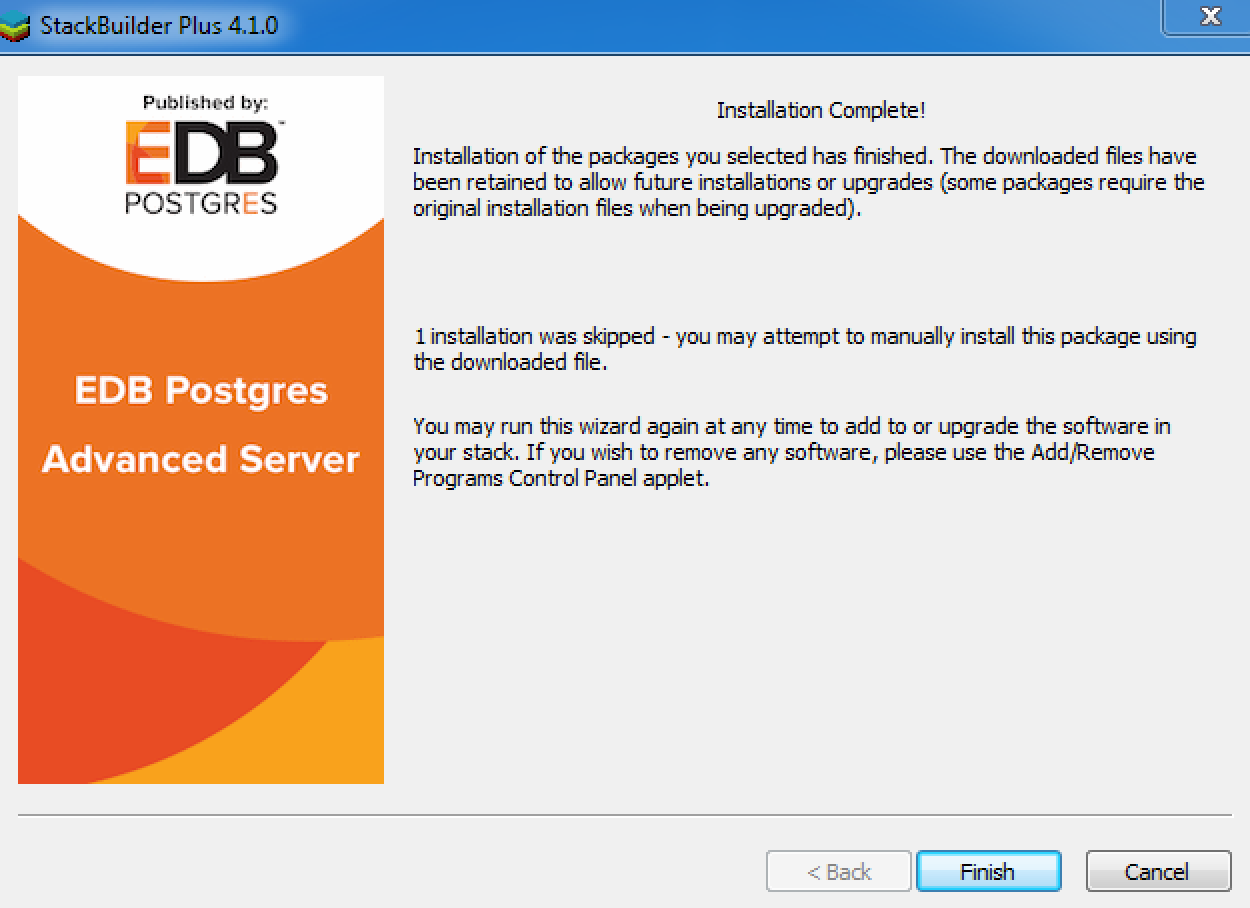 StackBuilder Plus 4.1.0
X
Published by:
EDB™
POSTGRES
EDB Postgres
Advanced Server
Installation Complete!
Installation of the packages you selected has finished. The downloaded files have
been retained to allow future installations or upgrades (some packages require the
original installation files when being upgraded).
1 installation was skipped - you may attempt to manually install this package using
the downloaded file.
You may run this wizard again at any time to add to or upgrade the software in
your stack. If you wish to remove any software, please use the Add/Remove
Programs Control Panel applet.
< Back
Finish
Cancel